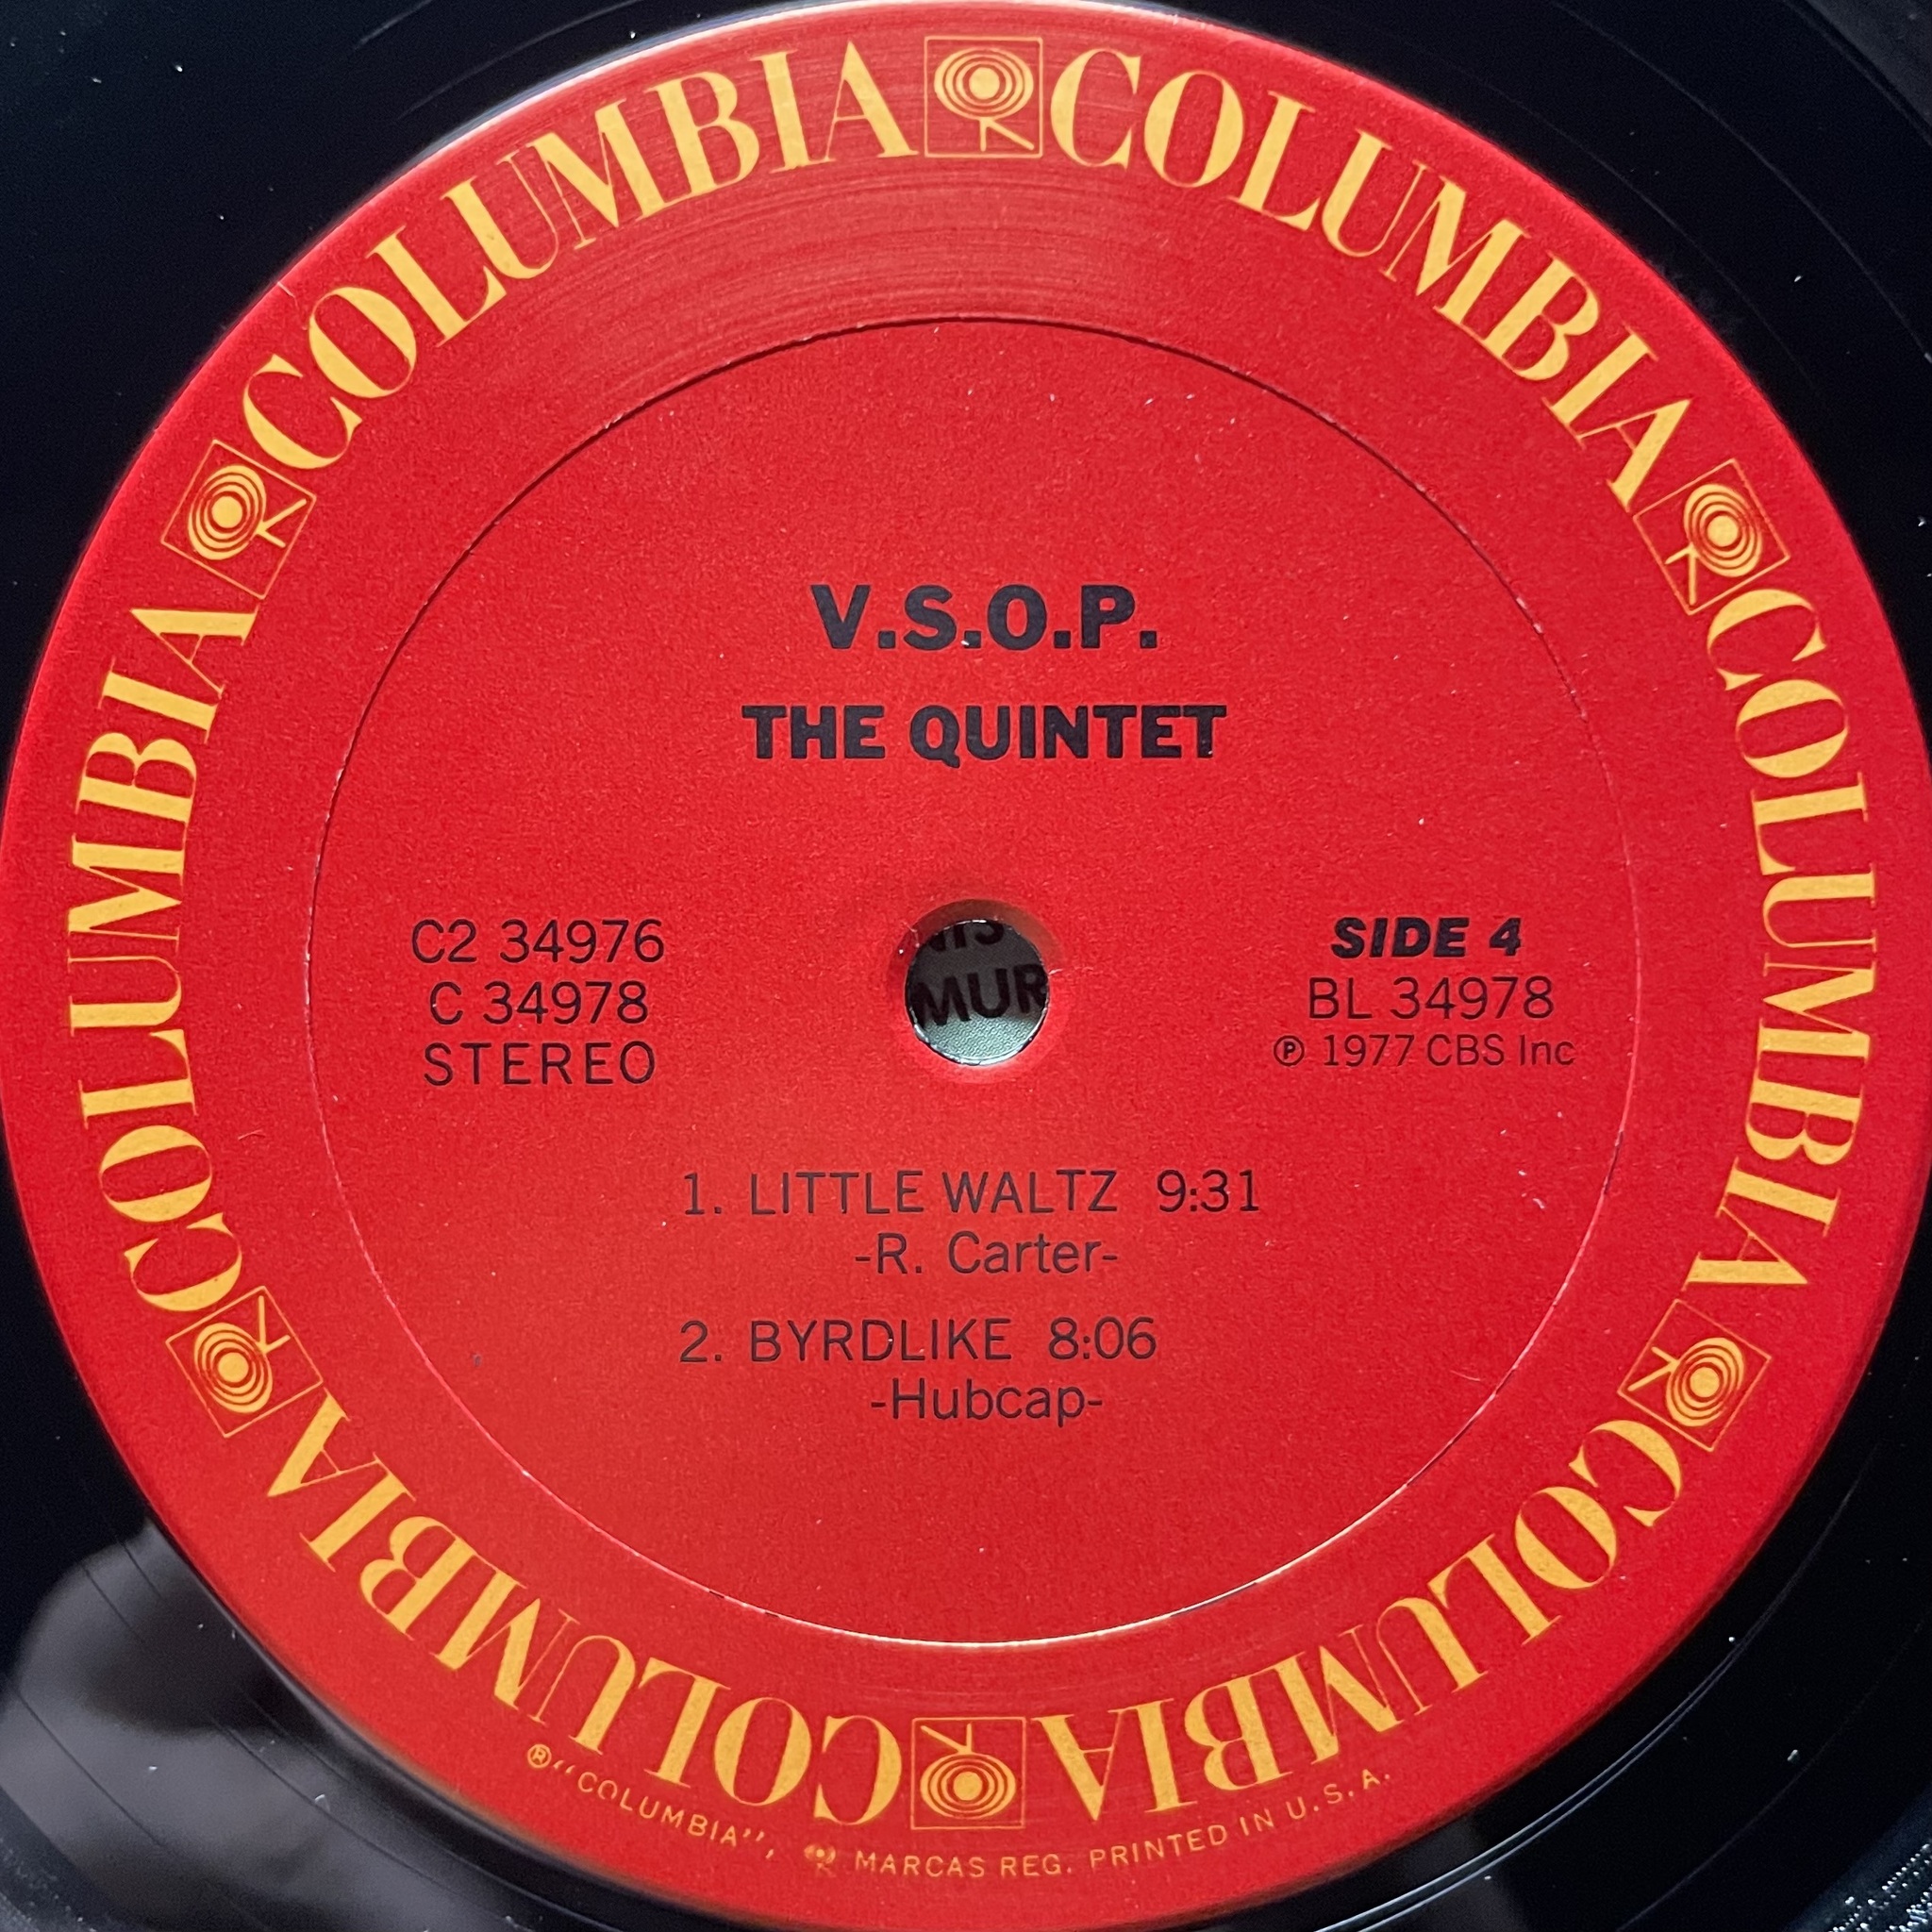 COLUMBIA COLUMBIA COLUMBIA COLUMBIA COLUMBIA COLUMBIA
V.S.O.P.
THE QUINTET
C2 34976
C 34978
STEREO
SIDE 4
BL 34978
℗ 1977 CBS Inc
MUR
1. LITTLE WALTZ 9:31
-R. Carter-
2. BYRDLIKE 8:06
-Hubcap-
®"COLUMBIA", MARCAS REG. PRINTED IN U.S.A.